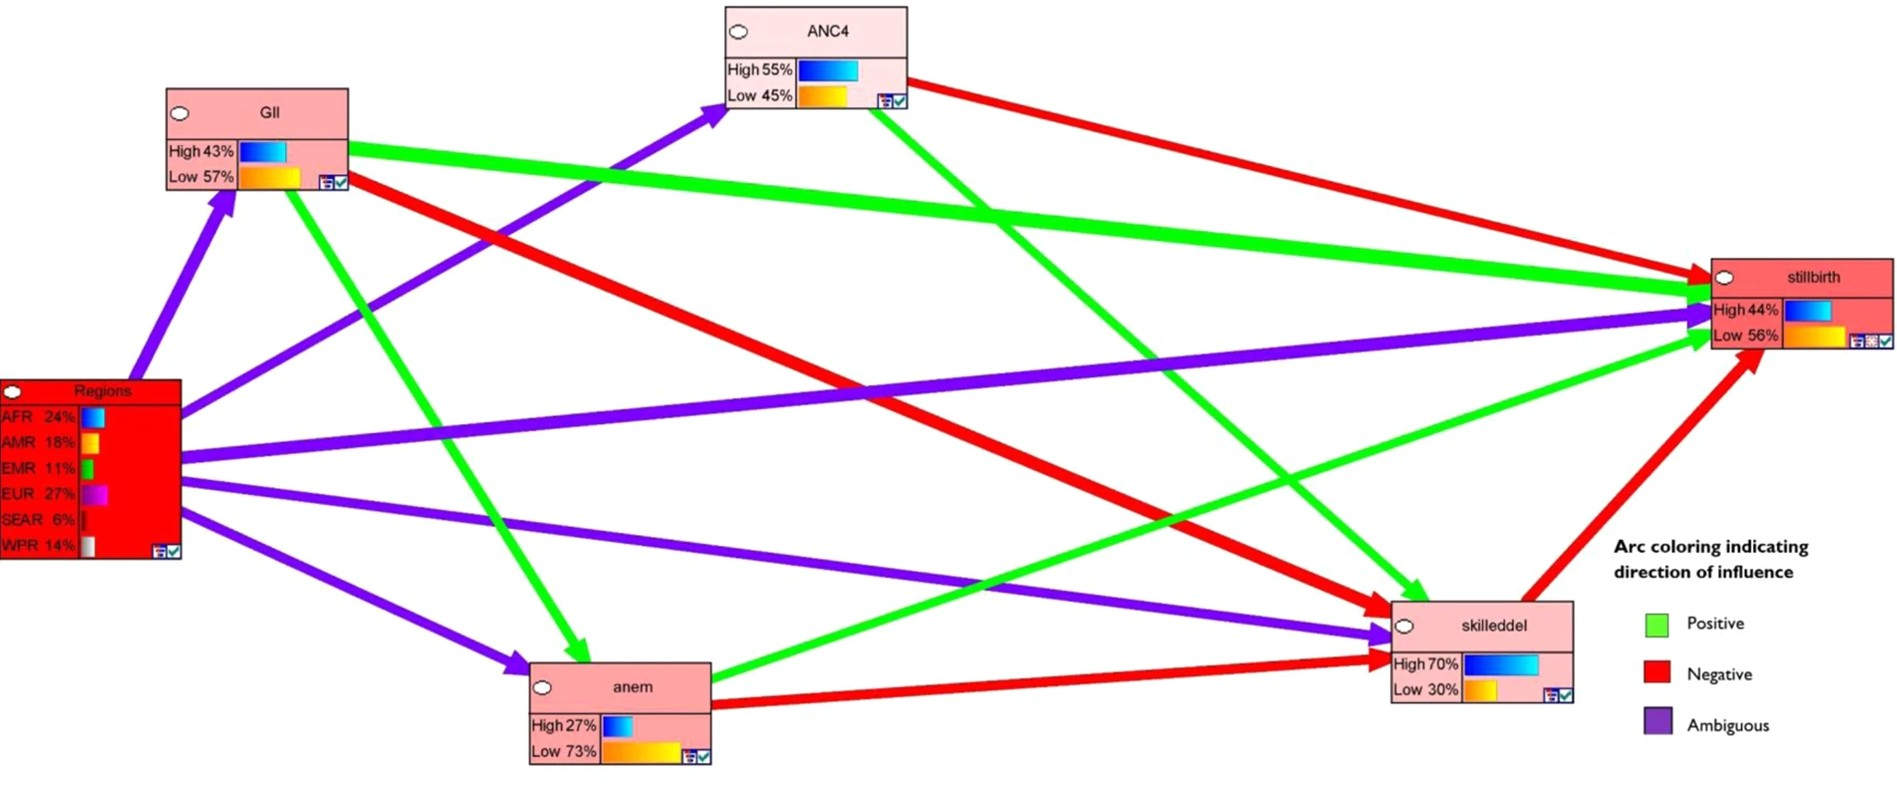 ANC4
High 55%
Low 45%
GII
High 43%
Low 57%
stillbirth
High 44%
Low 56%
Regions
AFR 24%
AMR 18%
EMR 11%
EUR 27%
SEAR 6%
WPR 14%
Arc coloring indicating
direction of influence
Positive
Negative
Ambiguous
skilleddel
High 70%
Low 30%
anem
High 27%
Low 73%